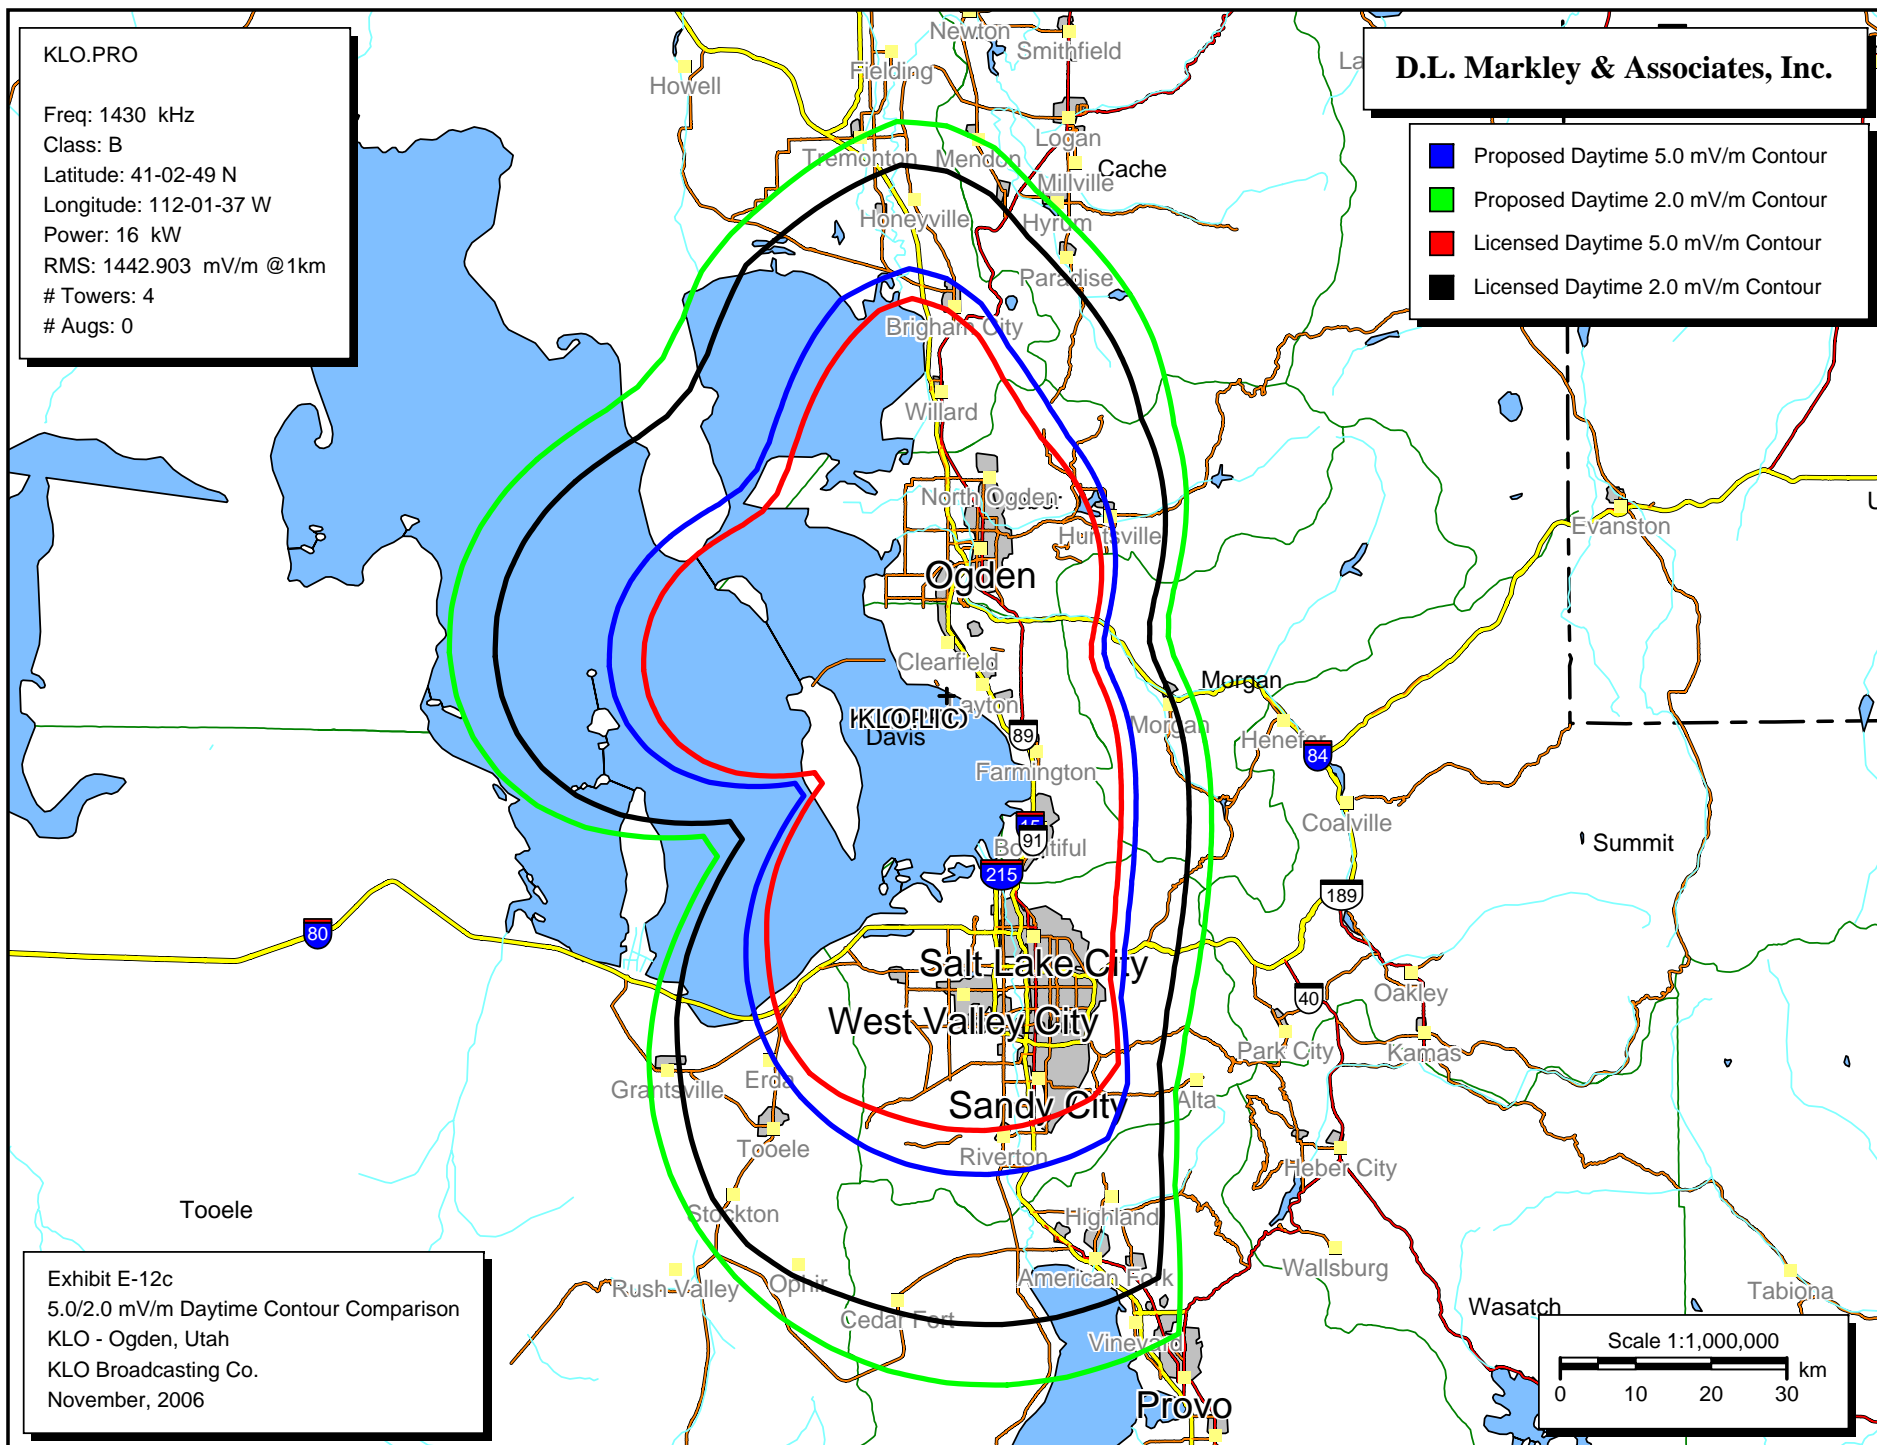 KLO.PRO
Freq: 1430 kHz
Class: B
Latitude: 41-02-49 N
Longitude: 112-01-37 W
Power: 16 kW
RMS: 1442.903 mV/m @1km
# Towers: 4
# Augs: 0
D.L. Markley & Associates, Inc.
Proposed Daytime 5.0 mV/m Contour
Proposed Daytime 2.0 mV/m Contour
Licensed Daytime 5.0 mV/m Contour
Licensed Daytime 2.0 mV/m Contour
Newton
Smithfield
Fielding
Howell
La
Logan
Tremonton
Mendon
Cache
Millville
Honeyville
Hyrum
Paradise
Brigham City
Willard
North Ogden
Huntsville
Evanston
Ogden
Clearfield
Morgan
Layton
Morgan
Davis
89
Henefer
84
Farmington
15
91
Bountiful
Coalville
Summit
215
189
80
Salt Lake City
Oakley
40
West Valley City
Park City
Kamas
Erda
Grantsville
Sandy City
Alta
Tooele
Riverton
Heber City
Tooele
Stockton
Highland
Wallsburg
American Fork
Rush Valley
Ophir
Tabiona
Cedar Fort
Wasatch
Vineyard
Provo
Exhibit E-12c
5.0/2.0 mV/m Daytime Contour Comparison
KLO - Ogden, Utah
KLO Broadcasting Co.
November, 2006
Scale 1:1,000,000
km
0 10 20 30